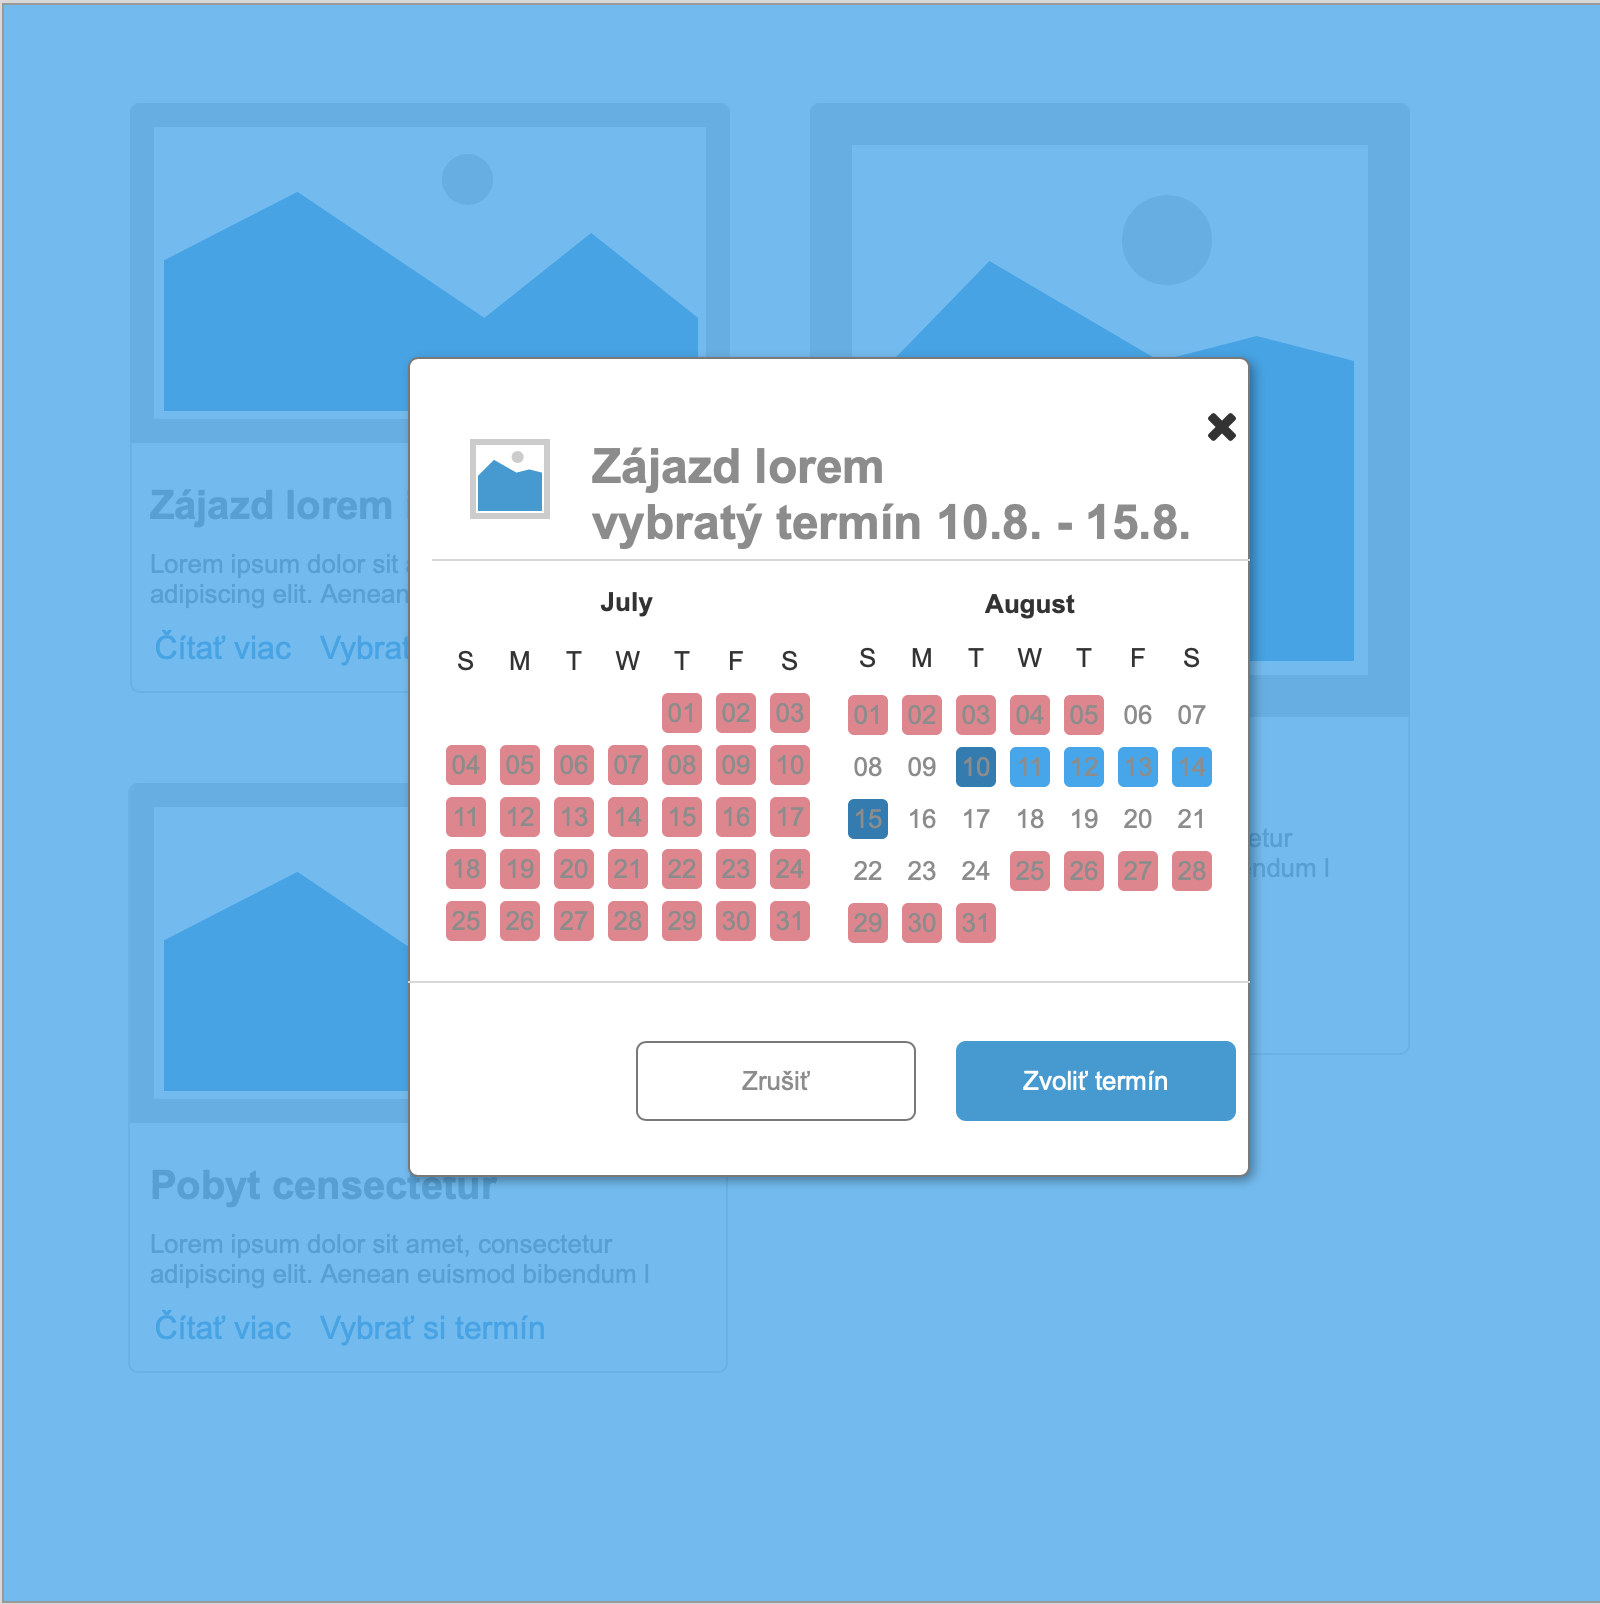 Zájazd lorem
vybratý termín 10.8. - 15.8.
July
S M T W T F S
01 02 03
04 05 06 07 08 09 10
11 12 13 14 15 16 17
18 19 20 21 22 23 24
25 26 27 28 29 30 31
August
S M T W T F S
01 02 03 04 05 06 07
08 09 10 11 12 13 14
15 16 17 18 19 20 21
22 23 24 25 26 27 28
29 30 31
Zrušiť Zvoliť termín
Zájazd lorem
Lorem ipsum dolor sit
adipiscing elit. Aenean
Čítať viac Vybrať
etur
ndum l
Pobyt censectetur
Lorem ipsum dolor sit amet, consectetur
adipiscing elit. Aenean euismod bibendum l
Čítať viac Vybrať si termín